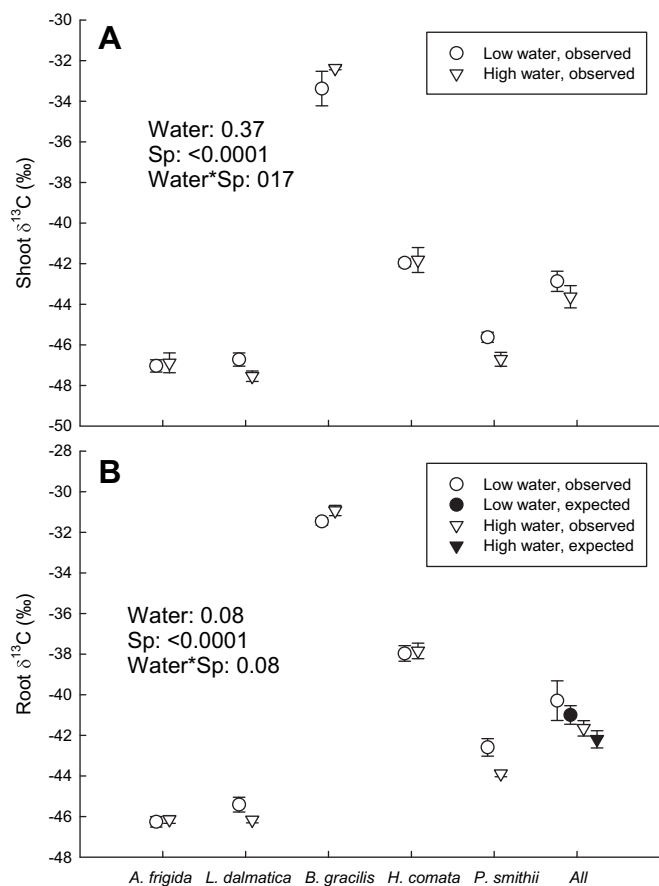 A
Low water, observed
High water, observed
Water: 0.37
Sp: <0.0001
Water*Sp: 017
Shoot δ¹³C (‰)
-30
-32
-34
-36
-38
-40
-42
-44
-46
-48
-50
B
Low water, observed
Low water, expected
High water, observed
High water, expected
Water: 0.08
Sp: <0.0001
Water*Sp: 0.08
Root δ¹³C (‰)
-28
-30
-32
-34
-36
-38
-40
-42
-44
-46
-48
A. frigida L. dalmatica B. gracilis H. comata P. smithii All